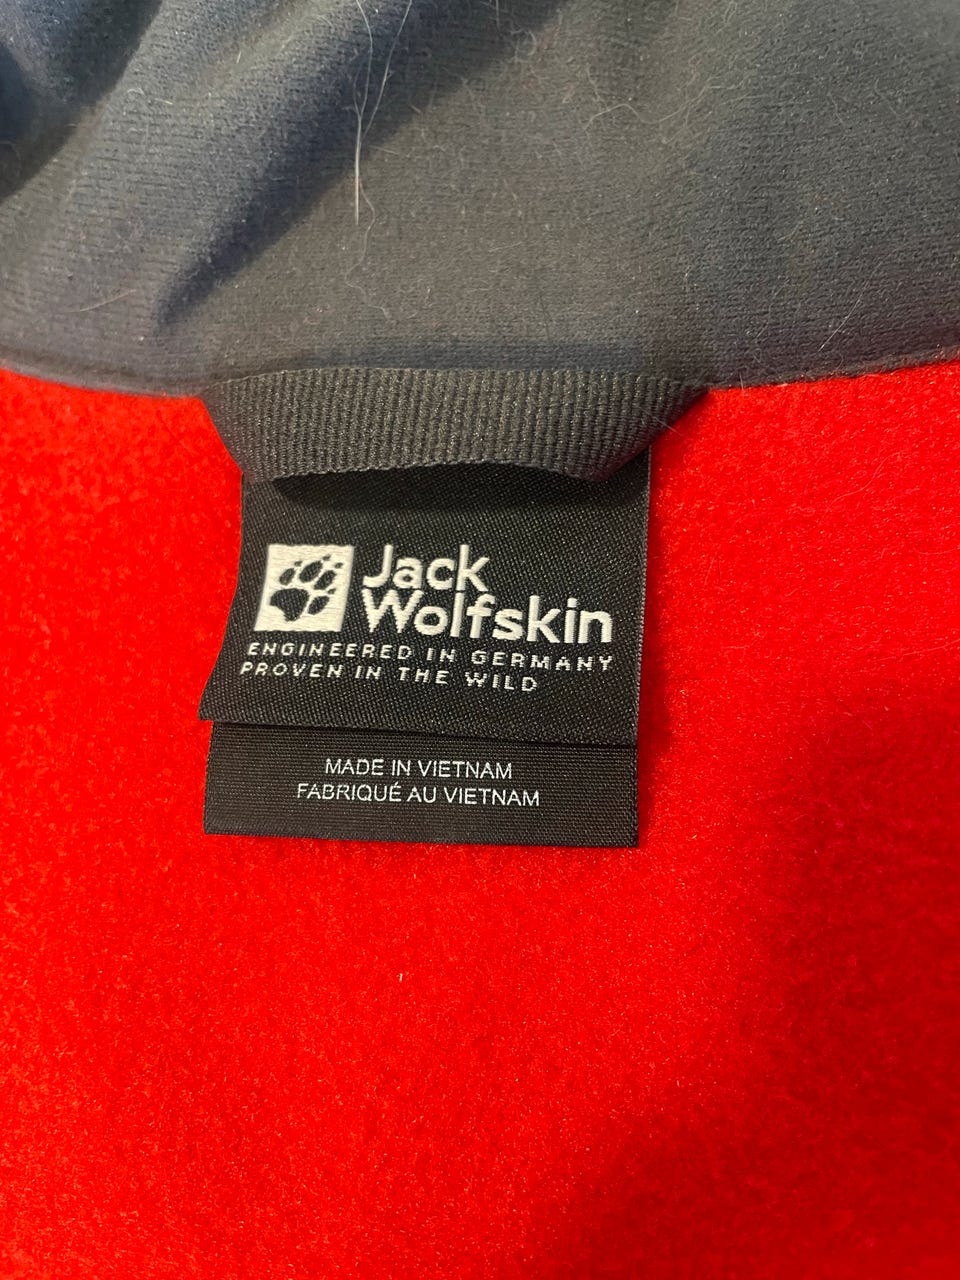 Jack
Wolfskin
ENGINEERED IN GERMANY
PROVEN IN THE WILD
MADE IN VIETNAM
FABRIQUÉ AU VIETNAM